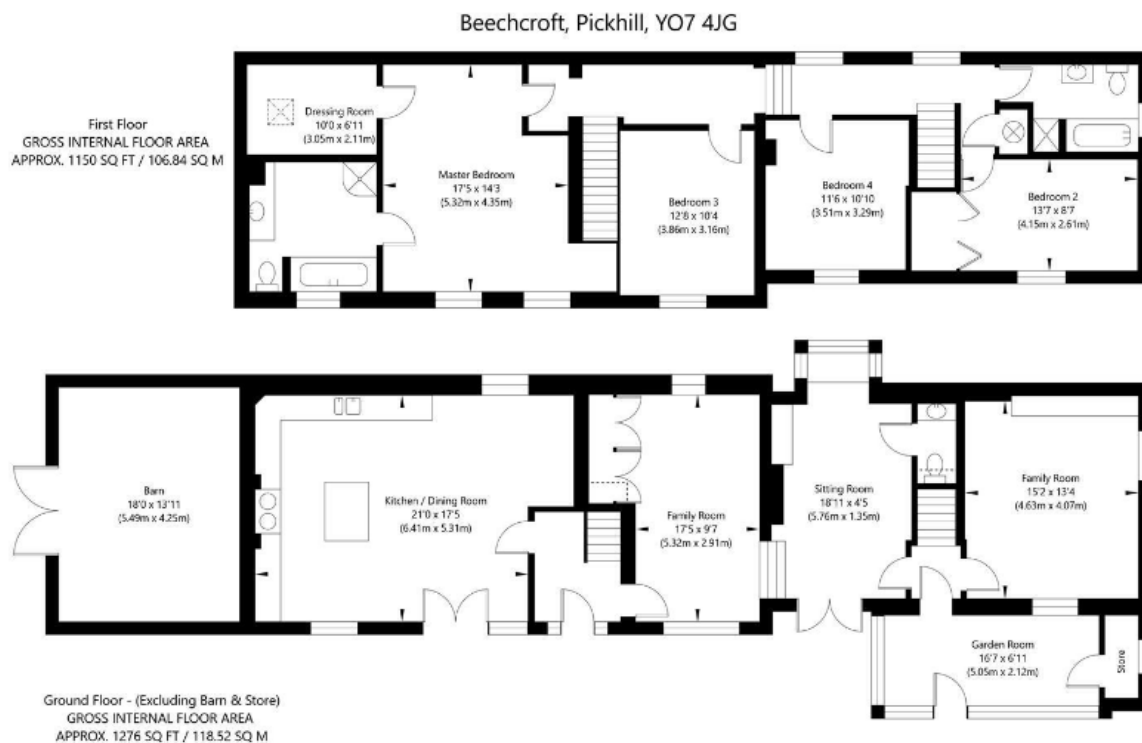 Beechcroft, Pickhill, YO7 4JG
First Floor
GROSS INTERNAL FLOOR AREA
APPROX. 1150 SQ FT / 106.84 SQ M
Dressing Room
10'0 x 6'11
(3.05m x 2.11m)
Master Bedroom
17'5 x 14'3
(5.32m x 4.35m)
Bedroom 3
12'8 x 10'4
(3.86m x 3.16m)
Bedroom 4
11'6 x 10'10
(3.51m x 3.29m)
Bedroom 2
13'7 x 8'7
(4.15m x 2.61m)
Barn
18'0 x 13'11
(5.49m x 4.25m)
Kitchen / Dining Room
21'0 x 17'5
(6.41m x 5.31m)
Family Room
17'5 x 9'7
(5.32m x 2.91m)
Sitting Room
18'11 x 4'5
(5.76m x 1.35m)
Family Room
15'2 x 13'4
(4.63m x 4.07m)
Garden Room
16'7 x 6'11
(5.05m x 2.12m)
Store
Ground Floor - (Excluding Barn & Store)
GROSS INTERNAL FLOOR AREA
APPROX. 1276 SQ FT / 118.52 SQ M